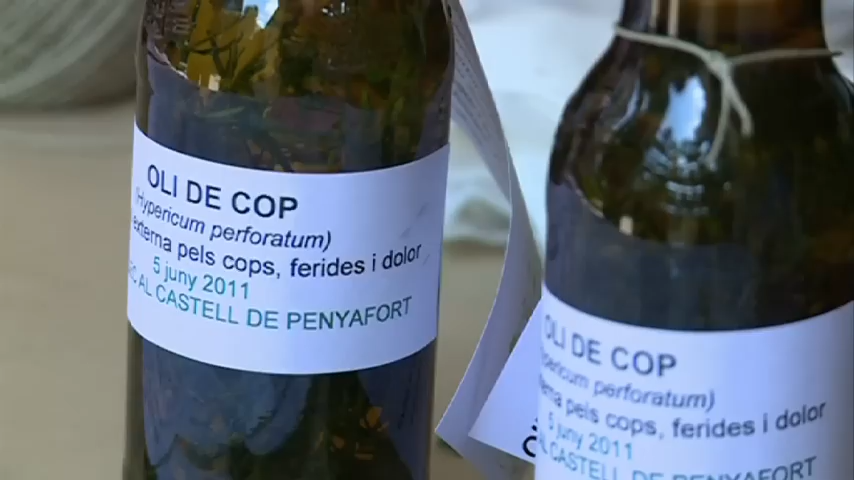 OLI DE COP
(Hypericum perforatum)
externa pels cops, ferides i dolor
5 juny 2011
AL CASTELL DE PENYAFORT
OLI DE COP
perforatum)
pels cops, ferides i dolor
5 juny 2011
CASTELL DE PENYAFORT